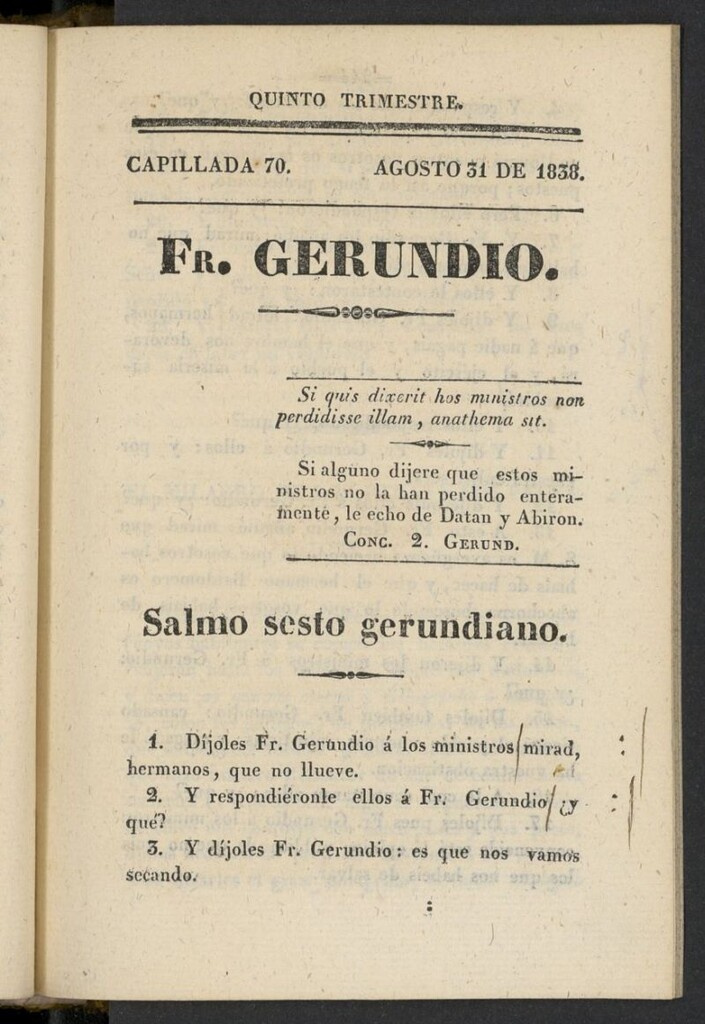 QUINTO TRIMESTRE.
CAPILLADA 70. AGOSTO 31 DE 1838.
FR. GERUNDIO.
Si quis dixerit hos ministros non
perdidisse illam, anathema sit.
Si alguno dijere que estos mi-
nistros no la han perdido entera-
mente, le echo de Datan y Abiron.
CONC. 2. GERUND.
Salmo sesto gerundiano.
1. Díjoles Fr. Gerundio á los ministros/mirad, :
hermanos, que no llueve.
2. Y respondiéronle ellos á Fr. Gerundio/ ¿y :/
qué?
3. Y díjoles Fr. Gerundio: es que nos vamos
secando.
: